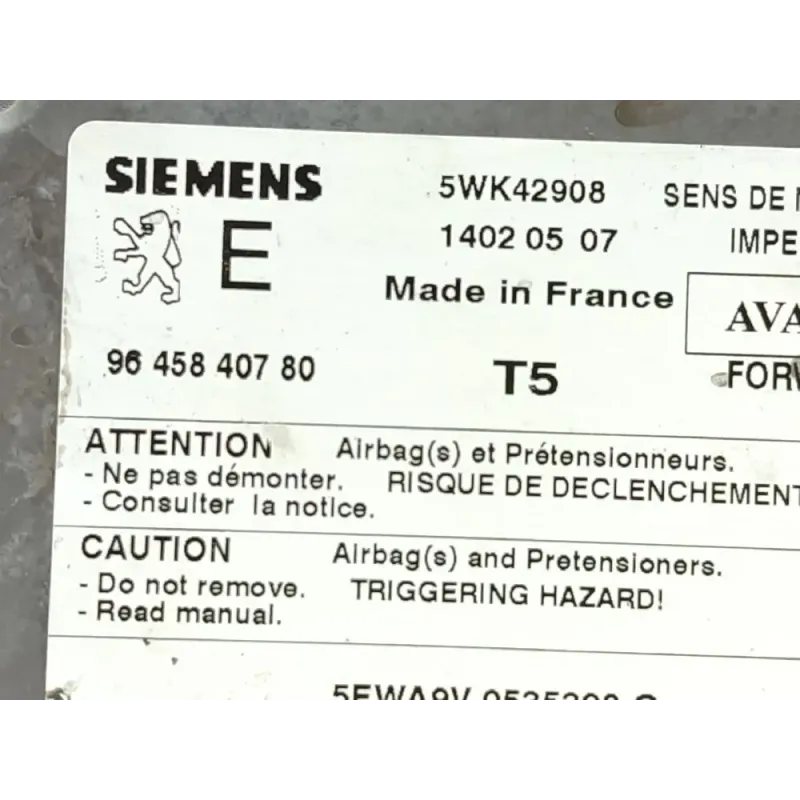 SIEMENS
5WK42908
SENS DE
E
1402 05 07
IMPE
Made in France
AVA
96 458 407 80
T5
FOR
ATTENTION
Airbag(s) et Prétensionneurs.
- Ne pas démonter.
RISQUE DE DECLENCHEMENT
- Consulter la notice.
CAUTION
Airbag(s) and Pretensioners.
- Do not remove.
TRIGGERING HAZARD!
- Read manual.